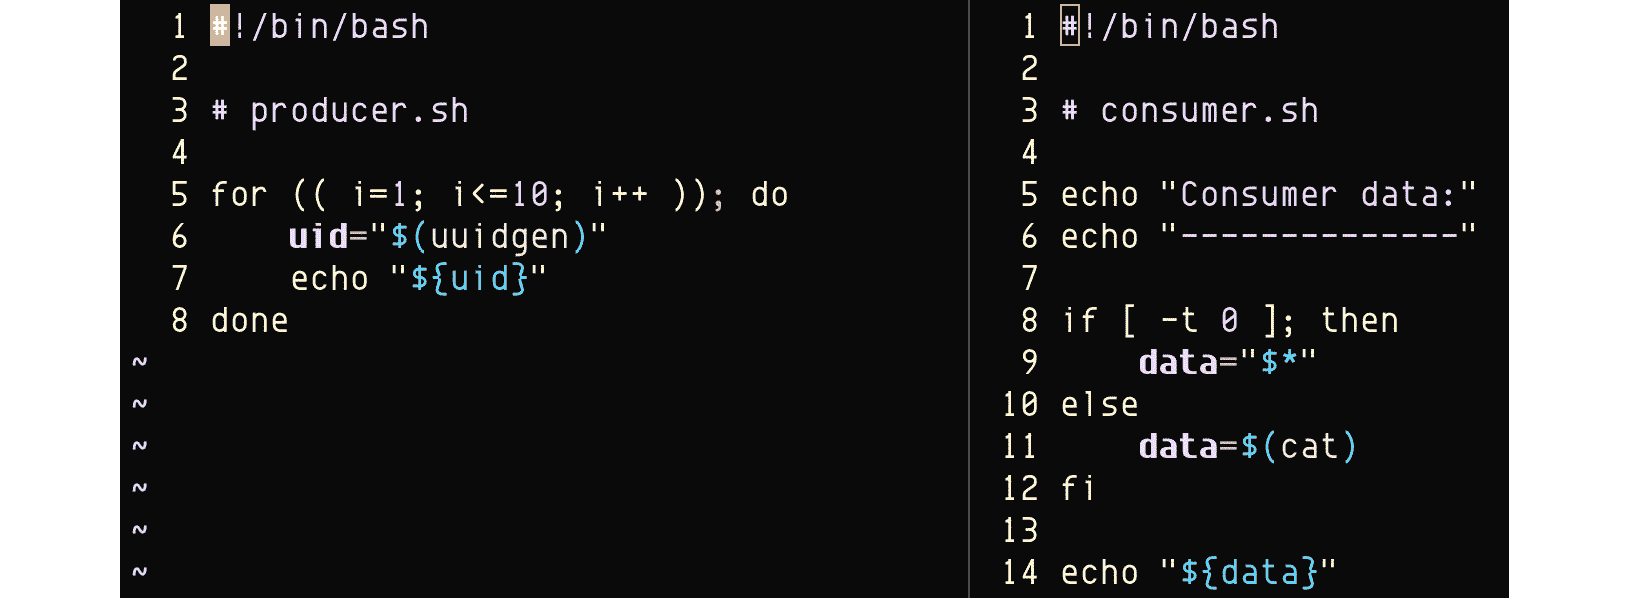 1 #!/bin/bash
2
3 # producer.sh
4
5 for (( i=1; i<=10; i++ )); do
6     uid="$(uuidgen)"
7     echo "${uid}"
8 done
~
~
~
~
~
~
1 #!/bin/bash
2
3 # consumer.sh
4
5 echo "Consumer data:"
6 echo "--------------"
7
8 if [ -t 0 ]; then
9     data="$*"
10 else
11     data=$(cat)
12 fi
13
14 echo "${data}"